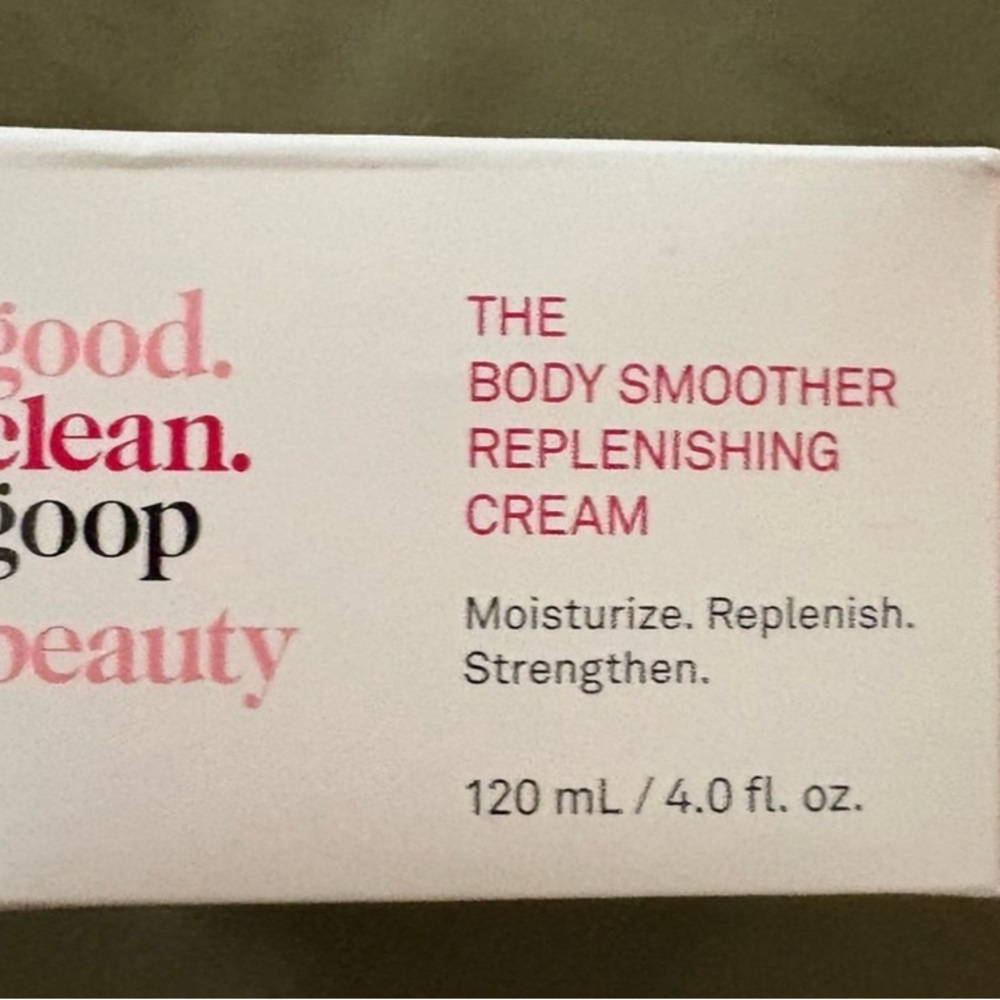 good.
clean.
goop
beauty
THE
BODY SMOOTHER
REPLENISHING
CREAM
Moisturize. Replenish.
Strengthen.
120 mL / 4.0 fl. oz.